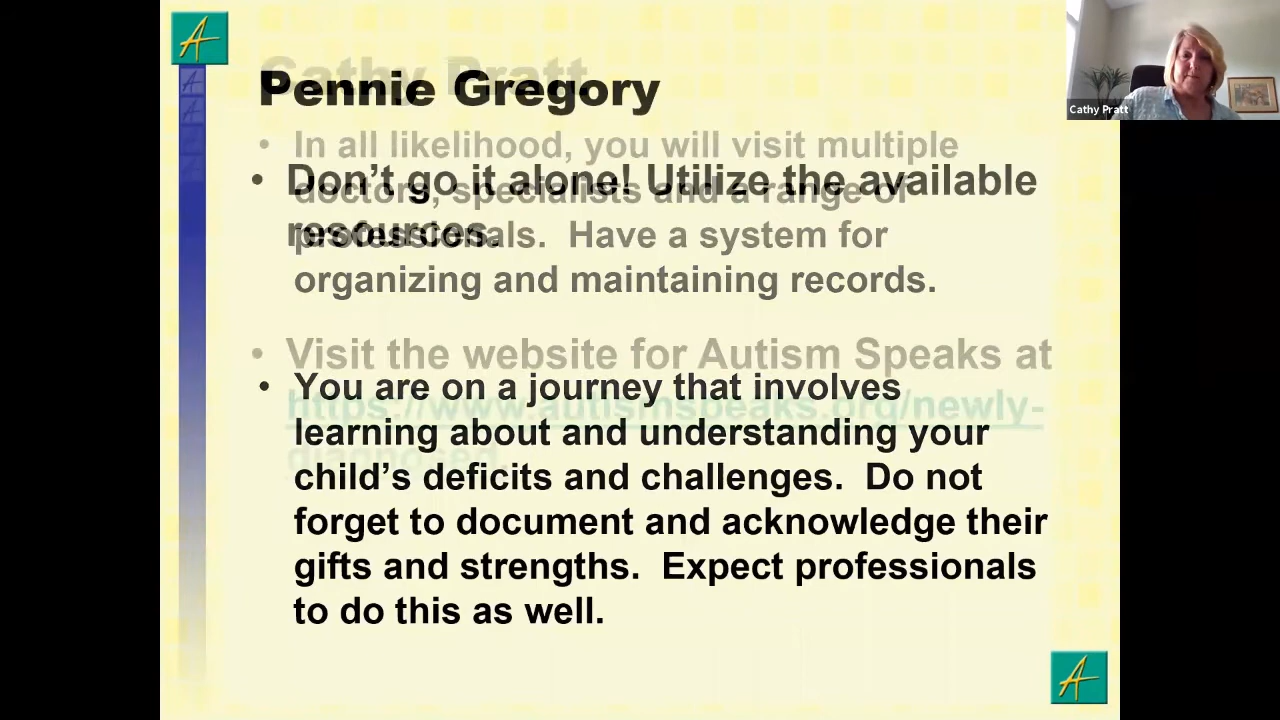 Cathy Pratt
Pennie Gregory
• In all likelihood, you will visit multiple
doctors, specialists and a range of
professionals.  Have a system for
organizing and maintaining records.
• Don’t go it alone! Utilize the available
resources.
• Visit the website for Autism Speaks at
https://www.autismspeaks.org/newly-
diagnosed.
• You are on a journey that involves
learning about and understanding your
child’s deficits and challenges.  Do not
forget to document and acknowledge their
gifts and strengths.  Expect professionals
to do this as well.
Cathy Pratt
A
A
A
A